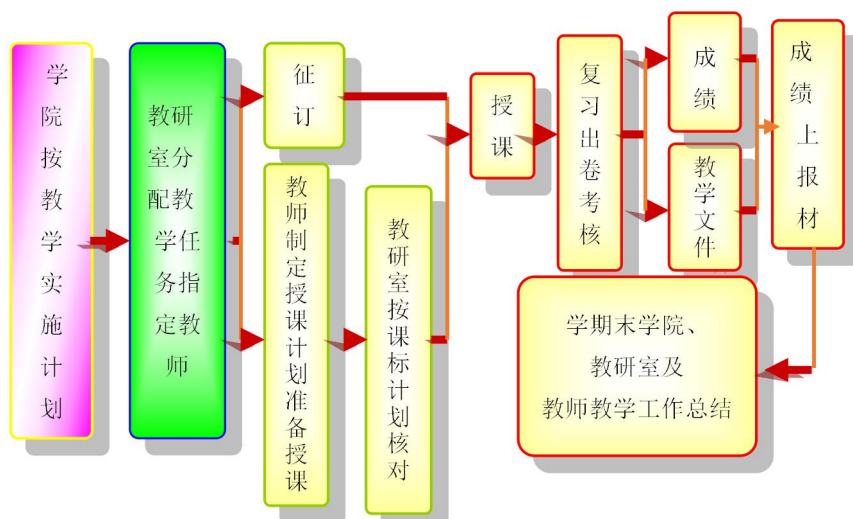 学院按教学实施计划
教研
室分
配教
学任
务指
定教
师
征订
教师制定授课计划准备授课
教研室按课标计划核对
授课
复习出卷考核
成绩
教学文件
成绩上报材
学期末学院、
教研室及
教师教学工作总结